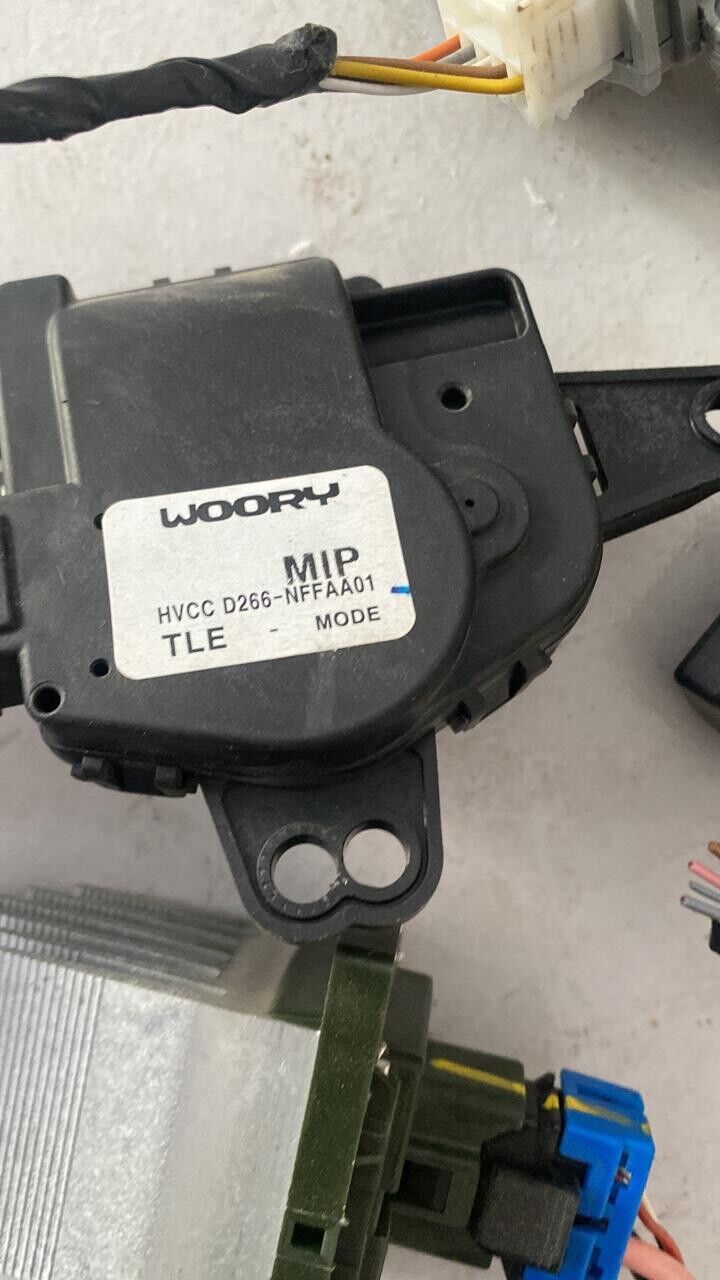 WOORY
MIP
HVCC D266-NFFAA01
TLE - MODE